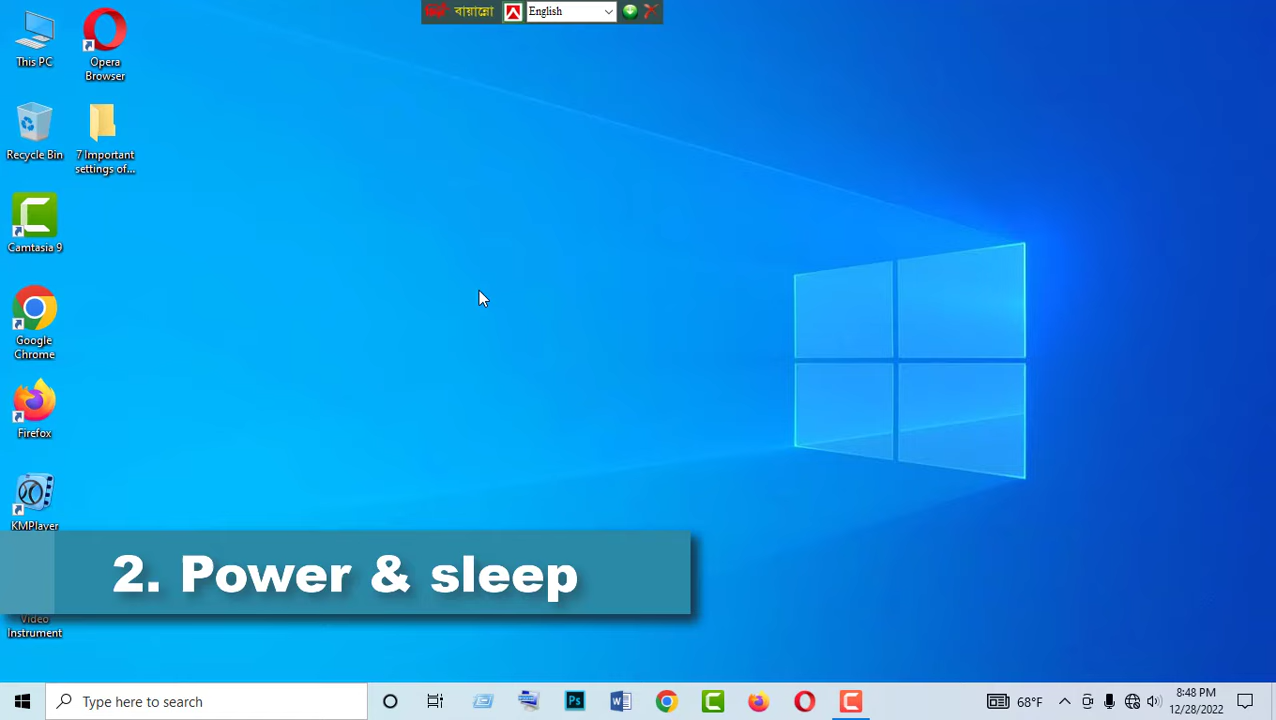 বায়ান্নো
English
This PC
Opera
Browser
Recycle Bin
7 Important
settings of...
Camtasia 9
Google
Chrome
Firefox
KMPlayer
2. Power & sleep
Video
Instrument
Type here to search
Ps
68°F
8:48 PM
12/28/2022